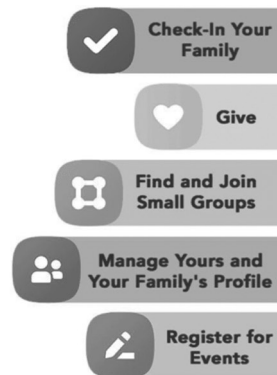 Check-In Your
Family
Give
Find and Join
Small Groups
Manage Yours and
Your Family's Profile
Register for
Events